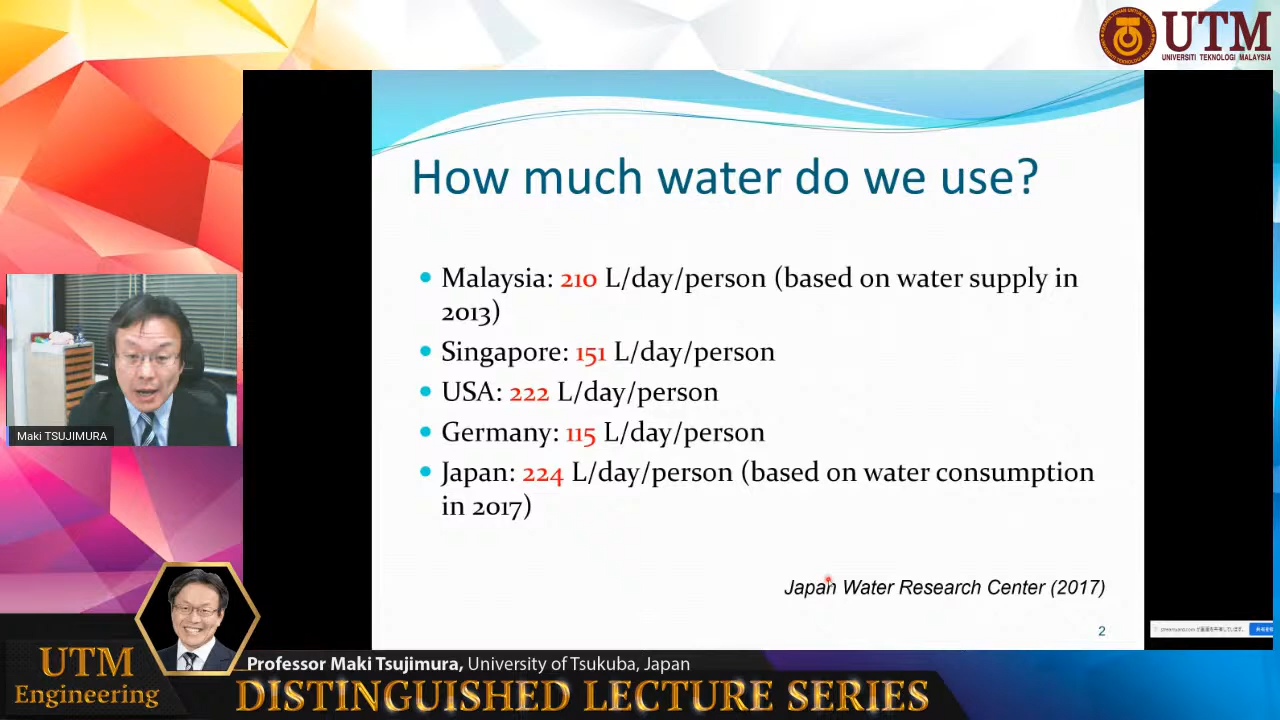 UTM
UNIVERSITI TEKNOLOGI MALAYSIA
How much water do we use?
Malaysia: 210 L/day/person (based on water supply in
2013)
Singapore: 151 L/day/person
USA: 222 L/day/person
Germany: 115 L/day/person
Japan: 224 L/day/person (based on water consumption
in 2017)
Japan Water Research Center (2017)
2
Maki TSUJIMURA
UTM
Engineering
Professor Maki Tsujimura, University of Tsukuba, Japan
DISTINGUISHED LECTURE SERIES